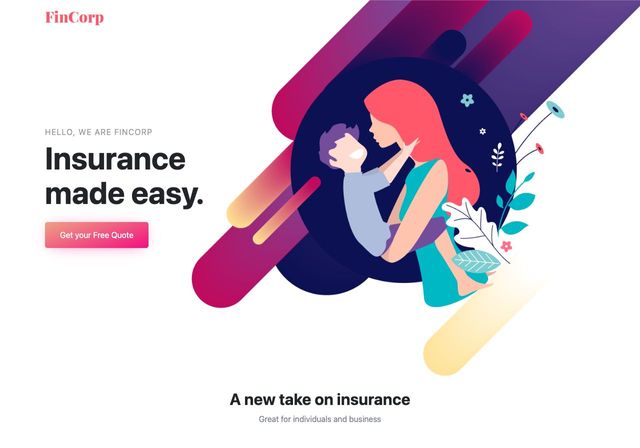 FinCorp
HELLO, WE ARE FINCORP
Insurance
made easy.
Get your Free Quote
A new take on insurance
Great for individuals and business